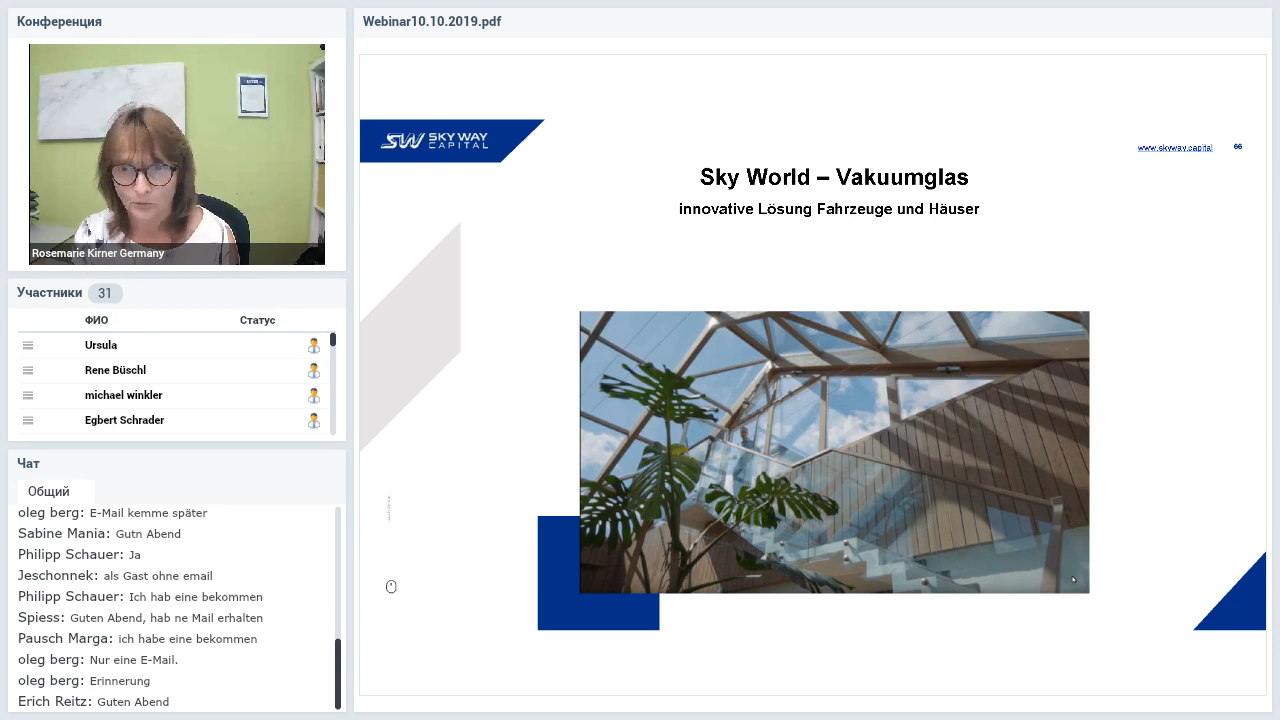 Конференция
Rosemarie Kirner Germany
Участники 31
ФИО Статус
Ursula
Rene Büschl
michael winkler
Egbert Schrader
Чат
Общий
oleg berg: E-Mail kemme später
Sabine Mania: Gutn Abend
Philipp Schauer: Ja
Jeschonnek: als Gast ohne email
Philipp Schauer: Ich hab eine bekommen
Spiess: Guten Abend, hab ne Mail erhalten
Pausch Marga: ich habe eine bekommen
oleg berg: Nur eine E-Mail.
oleg berg: Erinnerung
Erich Reitz: Guten Abend
Webinar10.10.2019.pdf
SW SKY WAY
CAPITAL
www.skyway.capital 66
Sky World – Vakuumglas
innovative Lösung Fahrzeuge und Häuser